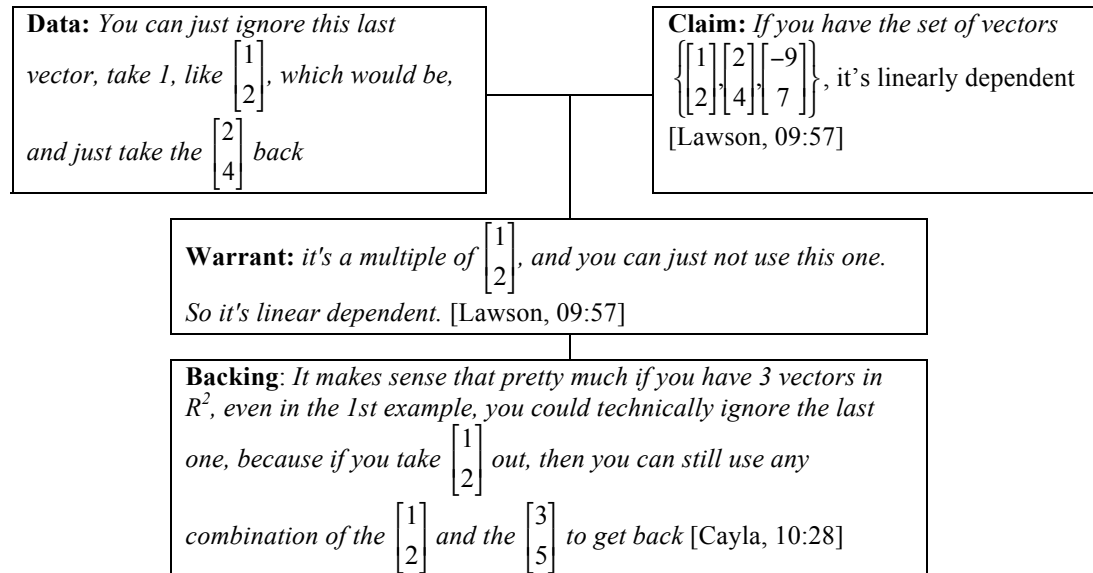 Data: You can just ignore this last
vector, take 1, like [1 2], which would be,
and just take the [2 4] back
Claim: If you have the set of vectors
{[1 2],[2 4],[−9 7]}, it's linearly dependent
[Lawson, 09:57]
Warrant: it's a multiple of [1 2], and you can just not use this one.
So it's linear dependent. [Lawson, 09:57]
Backing: It makes sense that pretty much if you have 3 vectors in
R², even in the 1st example, you could technically ignore the last
one, because if you take [1 2] out, then you can still use any
combination of the [1 2] and the [3 5] to get back [Cayla, 10:28]